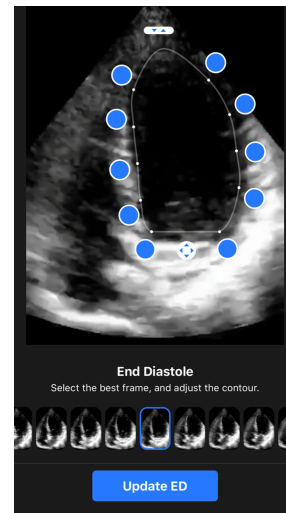 End Diastole
Select the best frame, and adjust the contour.
Update ED